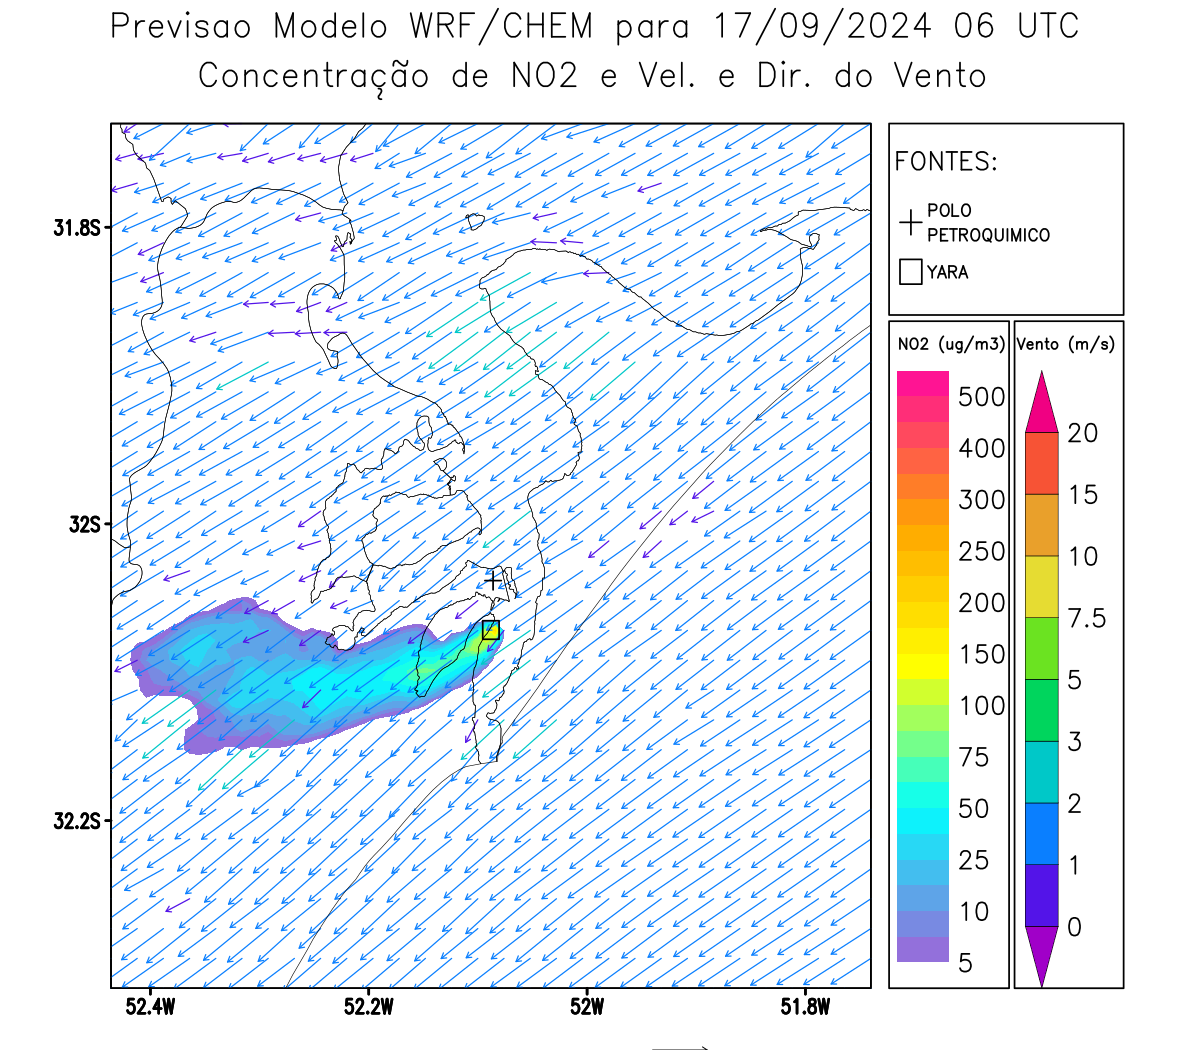 Previsao Modelo WRF/CHEM para 17/09/2024 06 UTC
Concentração de NO2 e Vel. e Dir. do Vento
FONTES:
POLO
PETROQUIMICO
YARA
NO2 (ug/m3)
500
400
300
250
200
150
100
75
50
25
10
5
Vento (m/s)
20
15
10
7.5
5
3
2
1
0
31.8S
32S
32.2S
52.4W
52.2W
52W
51.8W